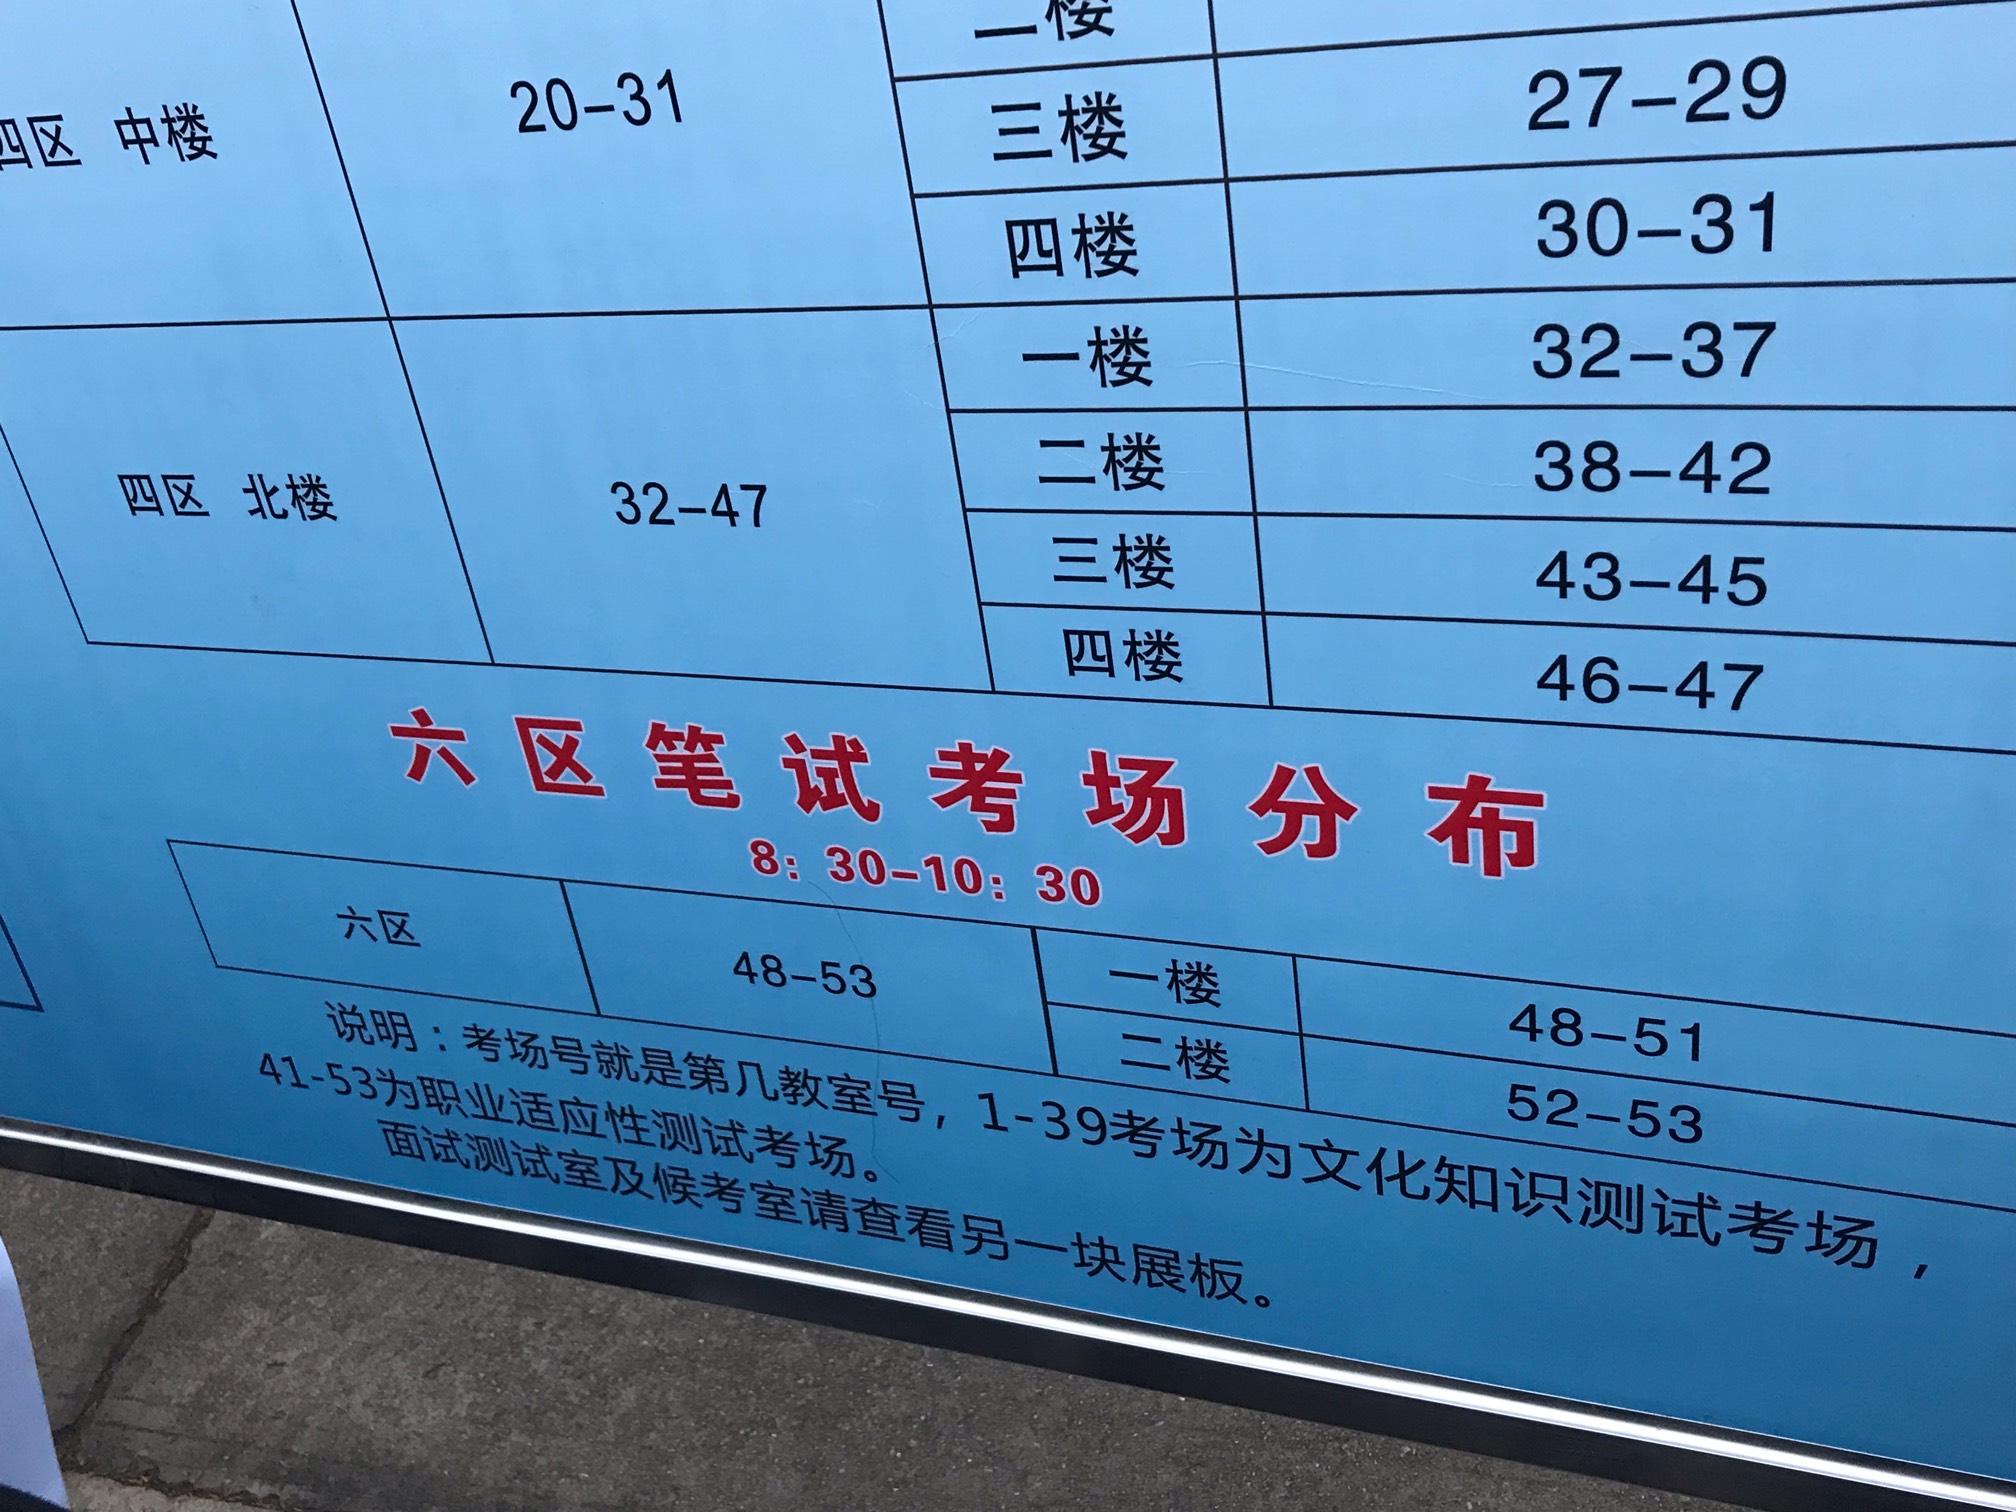 二楼
四区 中楼 20-31 三楼 27-29
四楼 30-31
一楼 32-37
二楼 38-42
四区 北楼 32-47
三楼 43-45
四楼 46-47
六区笔试考场分布
8：30-10：30
六区 48-53 一楼 48-51
二楼 52-53
说明：考场号就是第几教室号，1-39考场为文化知识测试考场，
41-53为职业适应性测试考场。
面试测试室及候考室请查看另一块展板。